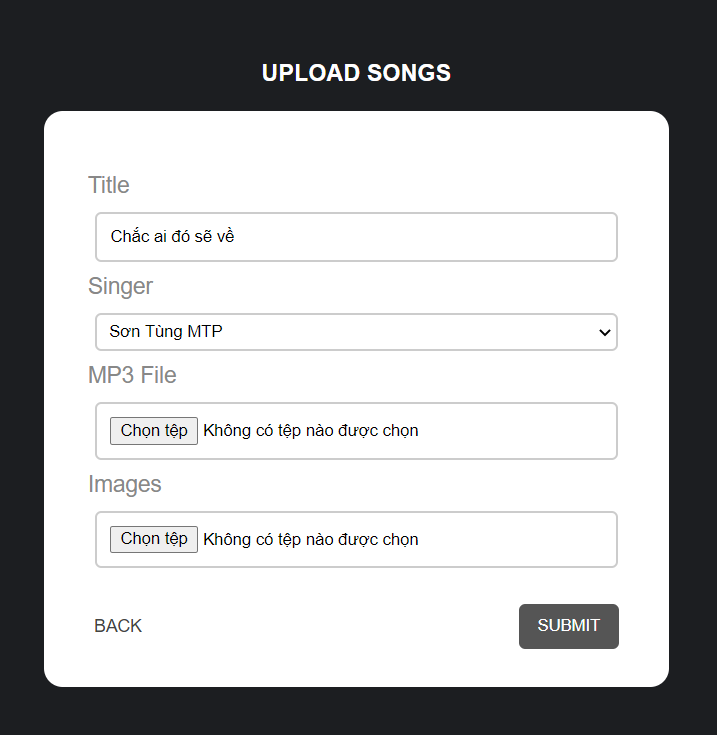 UPLOAD SONGS
Title
Chắc ai đó sẽ về
Singer
Sơn Tùng MTP
MP3 File
Chọn tệp Không có tệp nào được chọn
Images
Chọn tệp Không có tệp nào được chọn
BACK SUBMIT